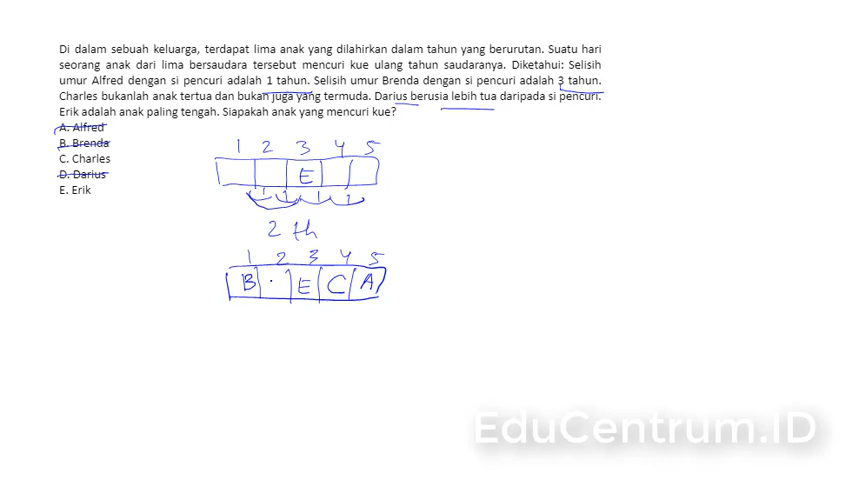 Di dalam sebuah keluarga, terdapat lima anak yang dilahirkan dalam tahun yang berurutan. Suatu hari
seorang anak dari lima bersaudara tersebut mencuri kue ulang tahun saudaranya. Diketahui: Selisih
umur Alfred dengan si pencuri adalah 1 tahun. Selisih umur Brenda dengan si pencuri adalah 3 tahun.
Charles bukanlah anak tertua dan bukan juga yang termuda. Darius berusia lebih tua daripada si pencuri.
Erik adalah anak paling tengah. Siapakah anak yang mencuri kue?
A. Alfred
B. Brenda
C. Charles
D. Darius
E. Erik
1 2 3 4 5
E
1 1 1 1
2 th
1 2 3 4 5
B E C A
EduCentrum.ID